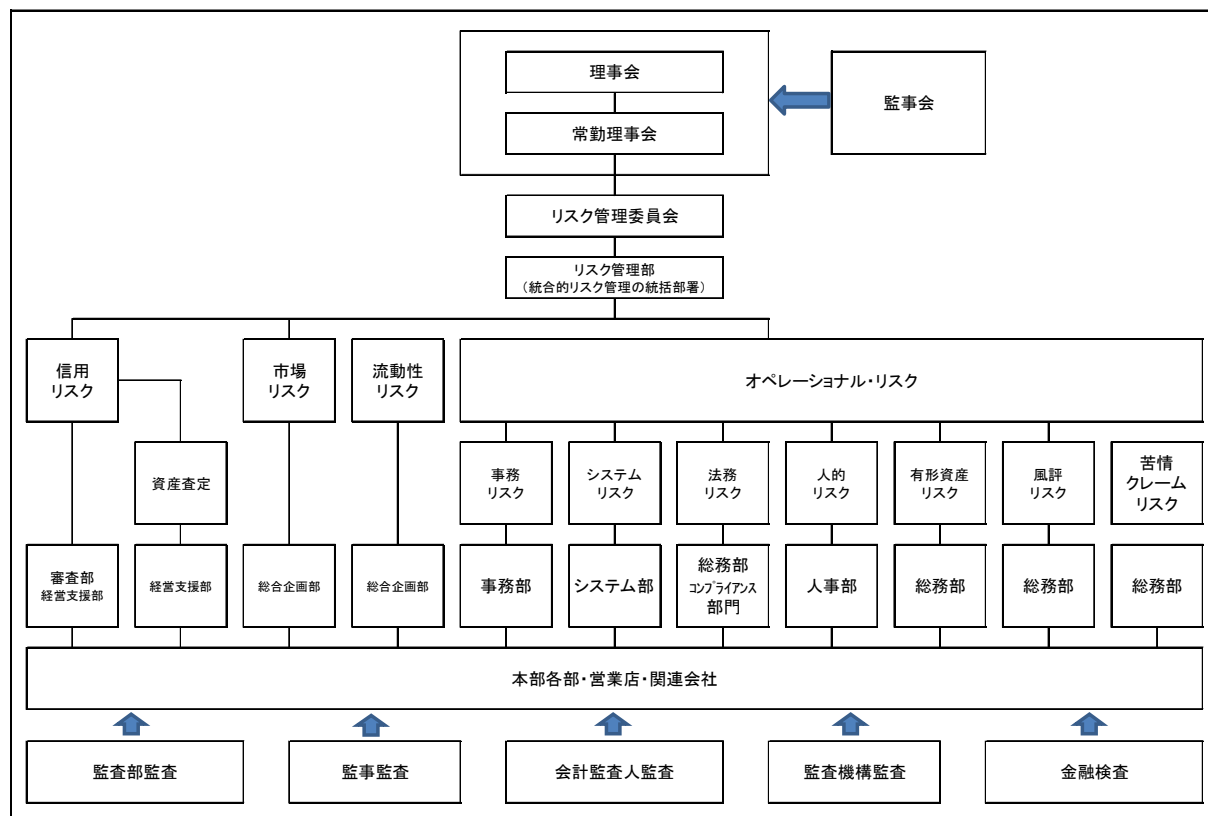 理事会
監事会
常勤理事会
リスク管理委員会
リスク管理部
（統合的リスク管理の統括部署）
信用
リスク
市場
リスク
流動性
リスク
オペレーショナル・リスク
資産査定
事務
リスク
システム
リスク
法務
リスク
人的
リスク
有形資産
リスク
風評
リスク
苦情
クレーム
リスク
審査部
経営支援部
経営支援部
総合企画部
総合企画部
事務部
システム部
総務部
コンプライアンス
部門
人事部
総務部
総務部
総務部
本部各部・営業店・関連会社
監査部監査
監事監査
会計監査人監査
監査機構監査
金融検査